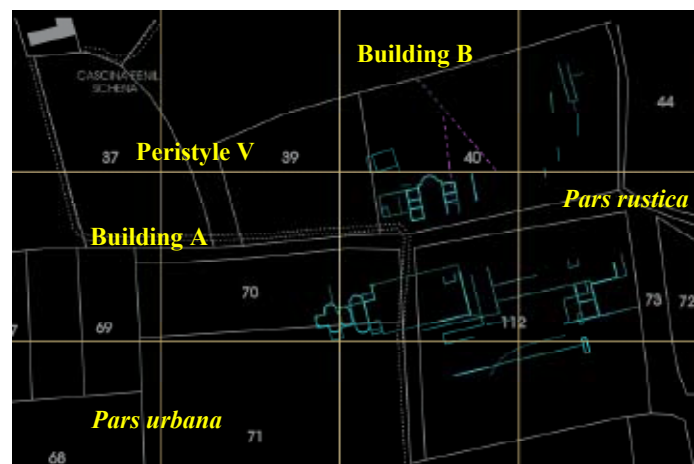 Building B
CASCINA FENIL
SCHENA
44
37
Peristyle V
39
40
Pars rustica
Building A
70
69
73
72
112
Pars urbana
71
68